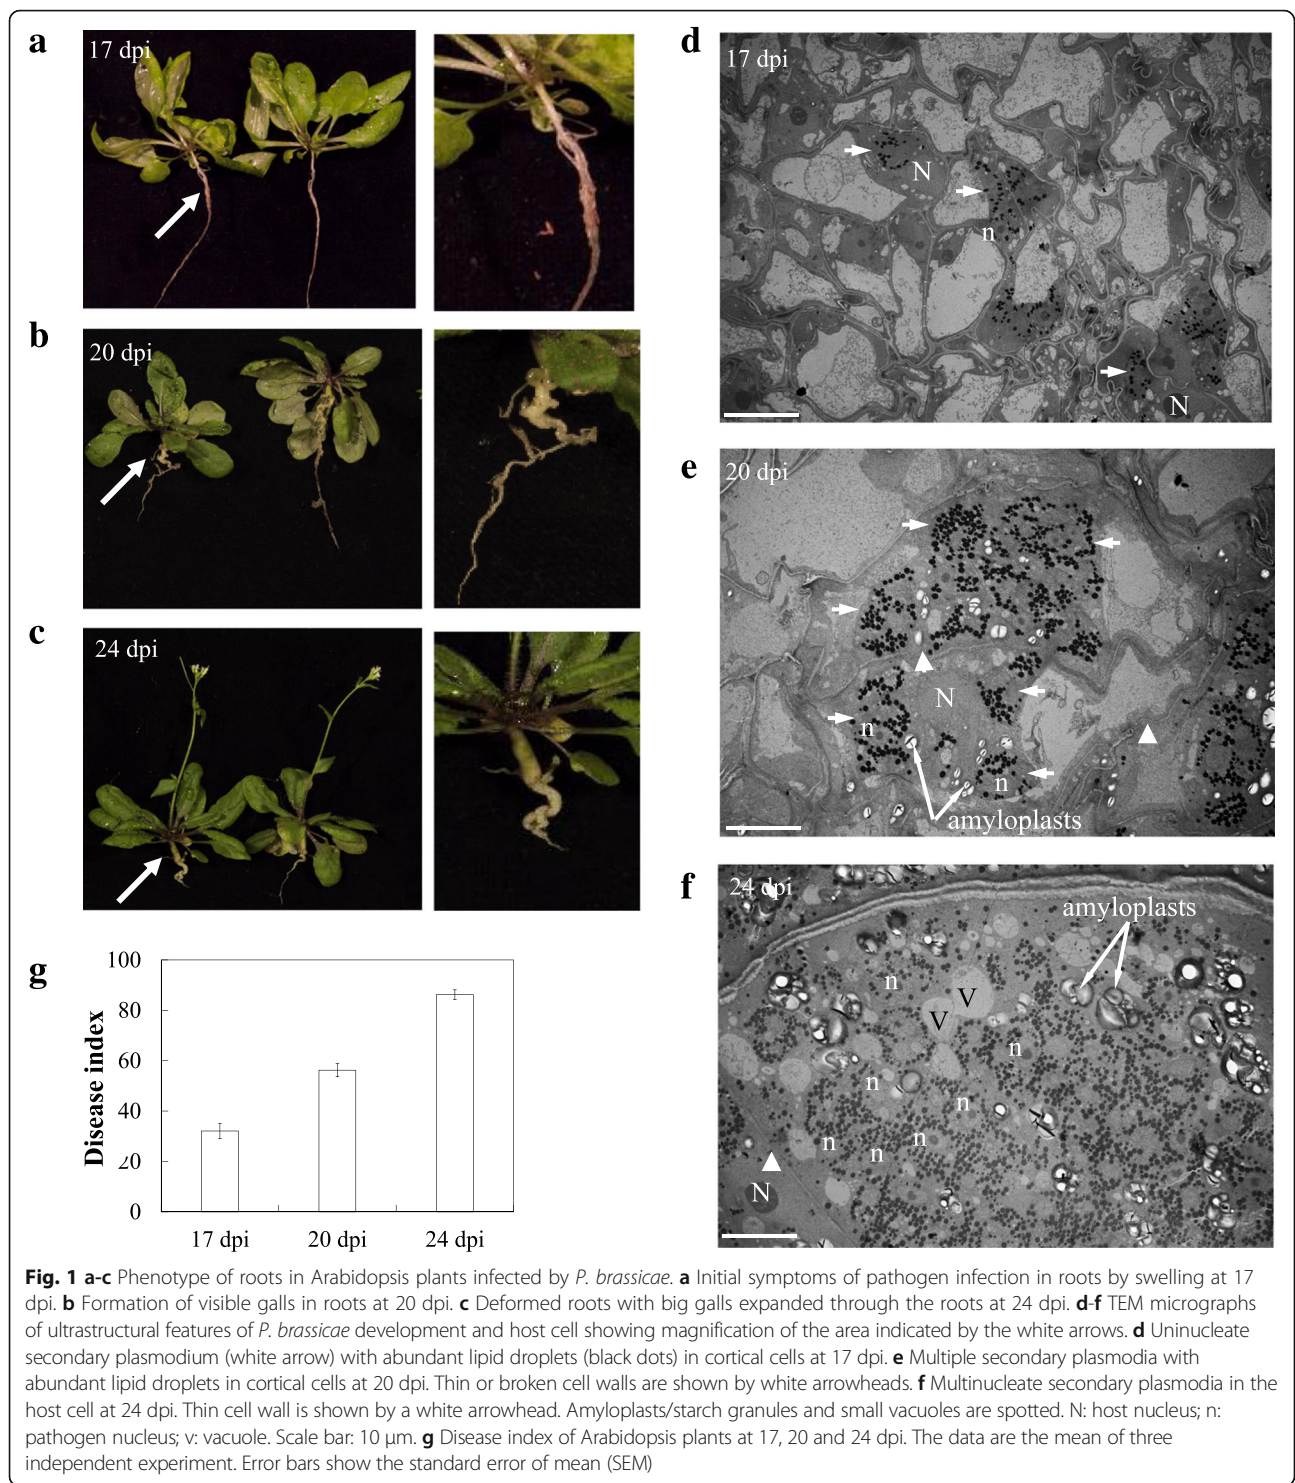 a
17 dpi
b
20 dpi
c
24 dpi
d
17 dpi
N
n
N
e
20 dpi
N
n
n
amyloplasts
f
24 dpi
amyloplasts
n
V
V
n
n
n
n
n
n
N
g
Disease index
100
80
60
40
20
0
17 dpi 20 dpi 24 dpi
Fig. 1 a-c Phenotype of roots in Arabidopsis plants infected by P. brassicae. a Initial symptoms of pathogen infection in roots by swelling at 17
dpi. b Formation of visible galls in roots at 20 dpi. c Deformed roots with big galls expanded through the roots at 24 dpi. d-f TEM micrographs
of ultrastructural features of P. brassicae development and host cell showing magnification of the area indicated by the white arrows. d Uninucleate
secondary plasmodium (white arrow) with abundant lipid droplets (black dots) in cortical cells at 17 dpi. e Multiple secondary plasmodia with
abundant lipid droplets in cortical cells at 20 dpi. Thin or broken cell walls are shown by white arrowheads. f Multinucleate secondary plasmodia in the
host cell at 24 dpi. Thin cell wall is shown by a white arrowhead. Amyloplasts/starch granules and small vacuoles are spotted. N: host nucleus; n:
pathogen nucleus; v: vacuole. Scale bar: 10 μm. g Disease index of Arabidopsis plants at 17, 20 and 24 dpi. The data are the mean of three
independent experiment. Error bars show the standard error of mean (SEM)